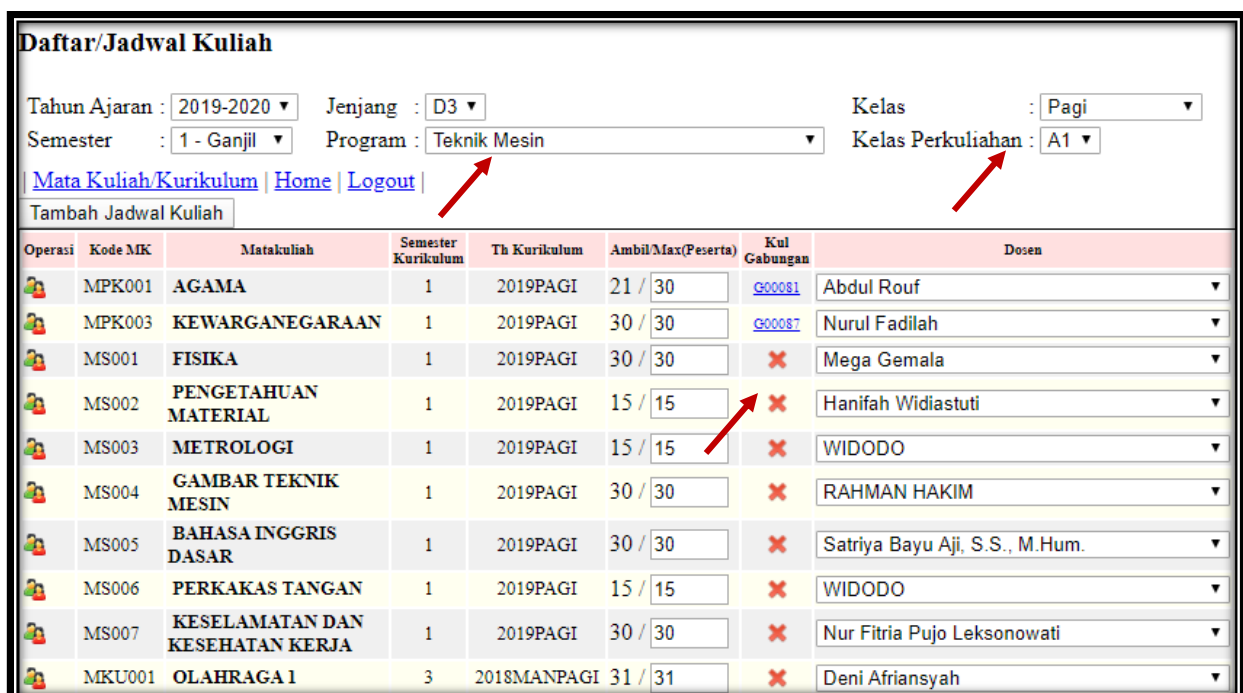 Daftar/Jadwal Kuliah
Tahun Ajaran : 2019-2020 Jenjang : D3 Kelas : Pagi
Semester : 1 - Ganjil Program : Teknik Mesin Kelas Perkuliahan : A1
| Mata Kuliah/Kurikulum | Home | Logout |
Tambah Jadwal Kuliah
Operasi Kode MK Matakuliah Semester Kurikulum Th Kurikulum Ambil/Max(Peserta) Kul Gabungan Dosen
MPK001 AGAMA 1 2019PAGI 21 / 30 G00081 Abdul Rouf
MPK003 KEWARGANEGARAAN 1 2019PAGI 30 / 30 G00087 Nurul Fadilah
MS001 FISIKA 1 2019PAGI 30 / 30 Mega Gemala
MS002 PENGETAHUAN MATERIAL 1 2019PAGI 15 / 15 Hanifah Widiastuti
MS003 METROLOGI 1 2019PAGI 15 / 15 WIDODO
MS004 GAMBAR TEKNIK MESIN 1 2019PAGI 30 / 30 RAHMAN HAKIM
MS005 BAHASA INGGRIS DASAR 1 2019PAGI 30 / 30 Satriya Bayu Aji, S.S., M.Hum.
MS006 PERKAKAS TANGAN 1 2019PAGI 15 / 15 WIDODO
MS007 KESELAMATAN DAN KESEHATAN KERJA 1 2019PAGI 30 / 30 Nur Fitria Pujo Leksonowati
MKU001 OLAHRAGA 1 3 2018MANPAGI 31 / 31 Deni Afriansyah